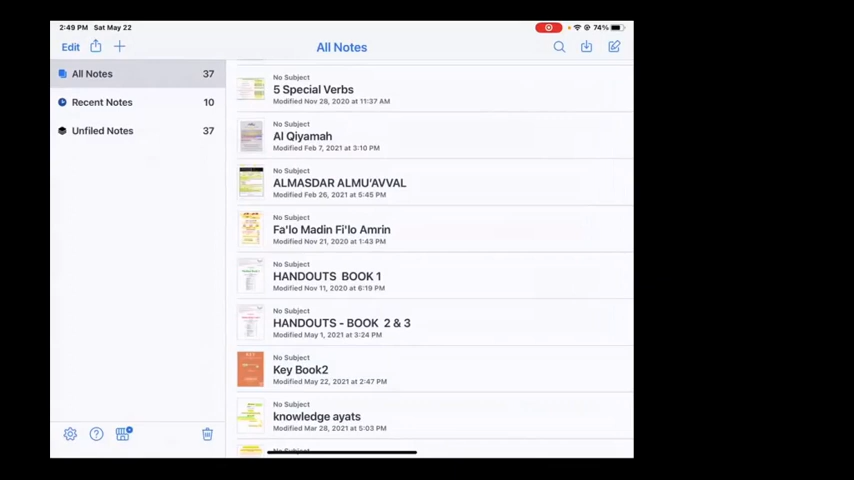 2:49 PM Sat May 22
74%
Edit
All Notes
All Notes 37
Recent Notes 10
Unfiled Notes 37
No Subject
5 Special Verbs
Modified Nov 28, 2020 at 11:37 AM
No Subject
Al Qiyamah
Modified Feb 7, 2021 at 3:10 PM
No Subject
ALMASDAR ALMU'AVVAL
Modified Feb 26, 2021 at 5:45 PM
No Subject
Fa'lo Madin Fi'lo Amrin
Modified Nov 21, 2020 at 1:43 PM
No Subject
HANDOUTS BOOK 1
Modified Nov 11, 2020 at 6:19 PM
No Subject
HANDOUTS - BOOK 2 & 3
Modified May 1, 2021 at 3:24 PM
No Subject
Key Book2
Modified May 22, 2021 at 2:47 PM
No Subject
knowledge ayats
Modified Mar 28, 2021 at 5:03 PM
No Subject